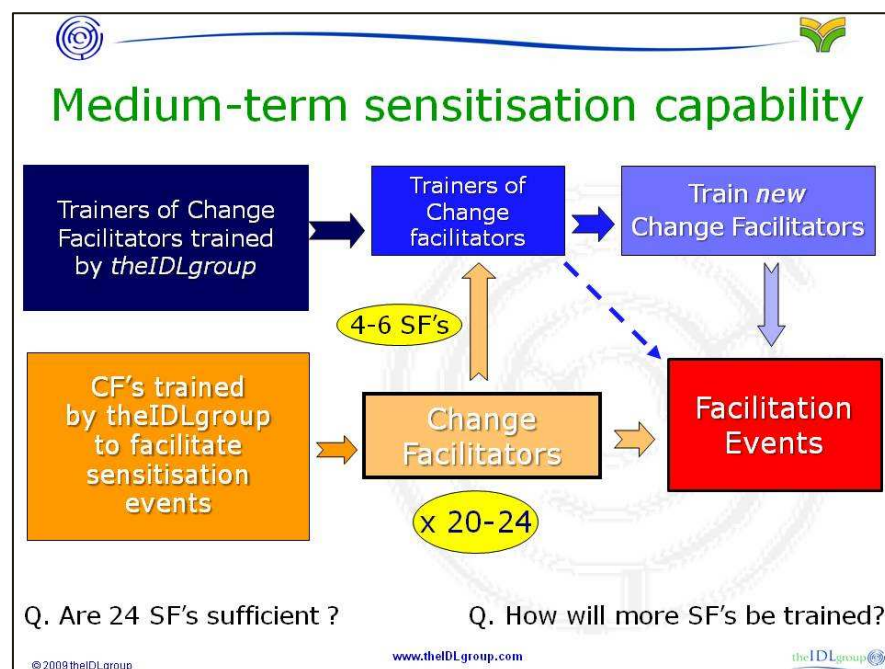 Medium-term sensitisation capability
Trainers of Change
Facilitators trained
by theIDLgroup
Trainers of
Change
facilitators
Train new
Change Facilitators
4-6 SF's
CF's trained
by theIDLgroup
to facilitate
sensitisation
events
Change
Facilitators
Facilitation
Events
x 20-24
Q. Are 24 SF's sufficient ?
Q. How will more SF's be trained?
© 2009 theIDLgroup
www.theIDLgroup.com
theIDLgroup